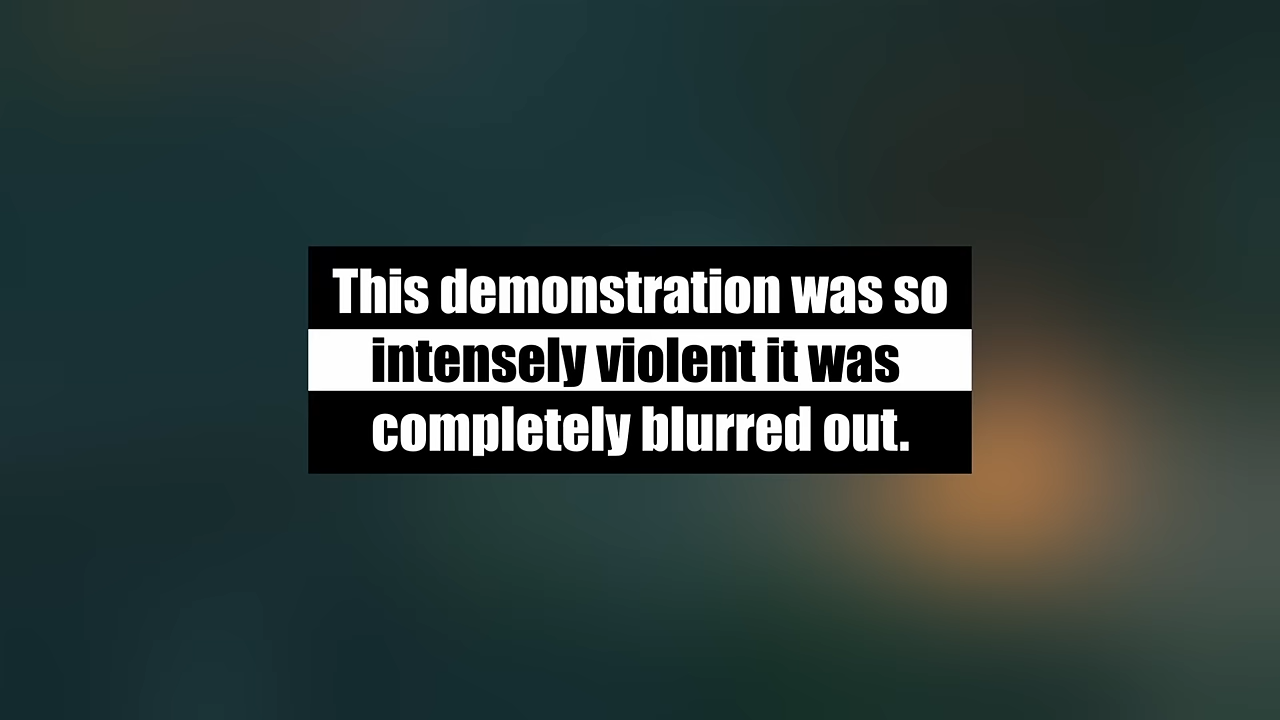 This demonstration was so
intensely violent it was
completely blurred out.